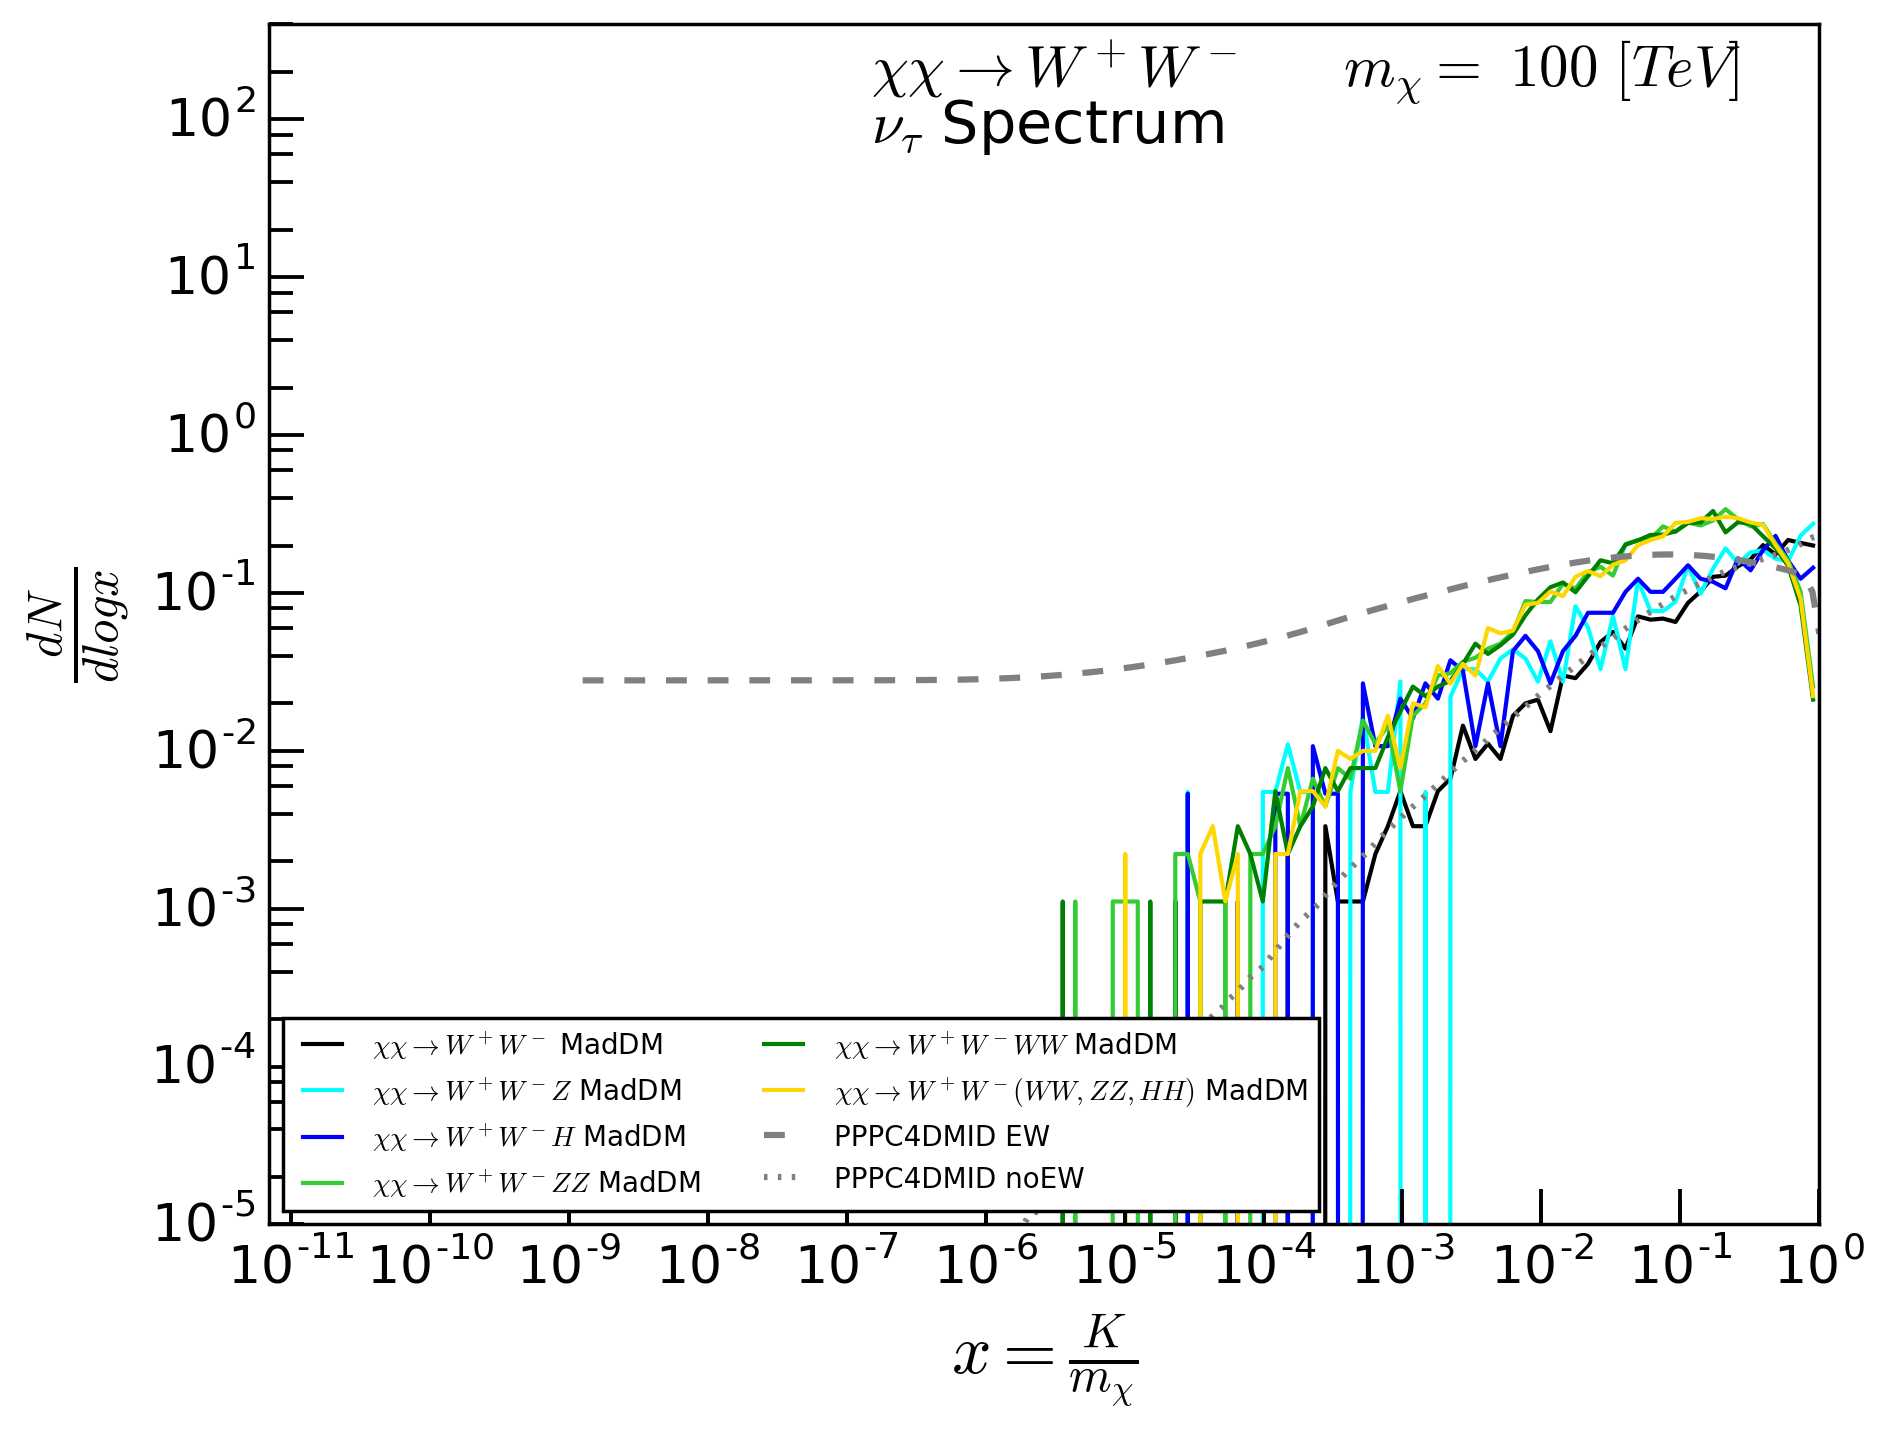 χχ → W⁺W⁻ m_χ = 100 [TeV]
ν_τ Spectrum
dN/dlogx
10²
10¹
10⁰
10⁻¹
10⁻²
10⁻³
10⁻⁴
10⁻⁵
χχ → W⁺W⁻ MadDM
χχ → W⁺W⁻Z MadDM
χχ → W⁺W⁻H MadDM
χχ → W⁺W⁻ZZ MadDM
χχ → W⁺W⁻WW MadDM
χχ → W⁺W⁻(WW, ZZ, HH) MadDM
PPPC4DMID EW
PPPC4DMID noEW
10⁻¹¹ 10⁻¹⁰ 10⁻⁹ 10⁻⁸ 10⁻⁷ 10⁻⁶ 10⁻⁵ 10⁻⁴ 10⁻³ 10⁻² 10⁻¹ 10⁰
x = K/m_χ